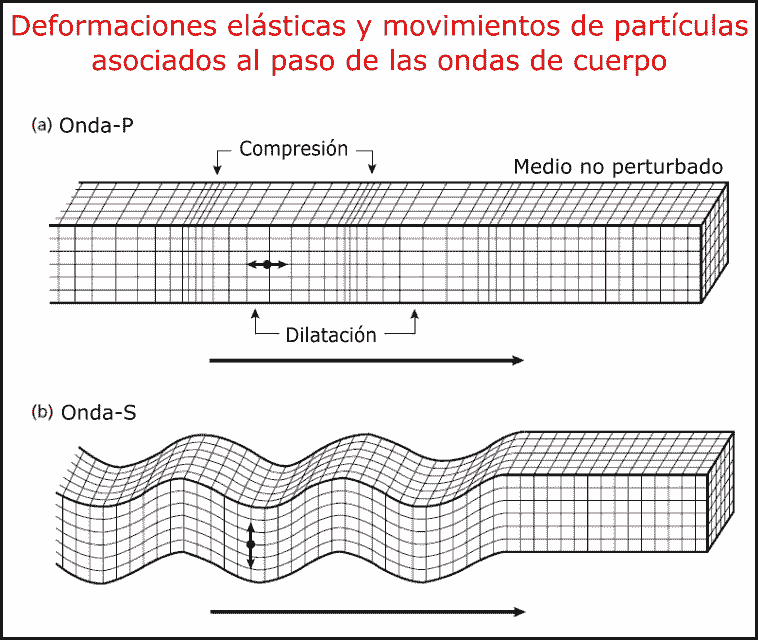 Deformaciones elásticas y movimientos de partículas
asociados al paso de las ondas de cuerpo
(a) Onda-P
Compresión
Medio no perturbado
Dilatación
(b) Onda-S